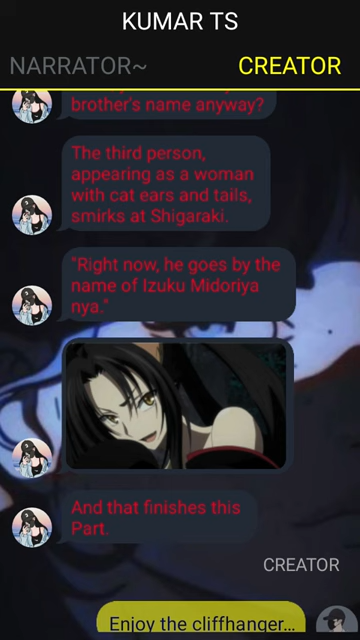 KUMAR TS
NARRATOR~ CREATOR
brother's name anyway?
The third person,
appearing as a woman
with cat ears and tails,
smirks at Shigaraki.
"Right now, he goes by the
name of Izuku Midoriya
nya."
And that finishes this
Part.
CREATOR
Enjoy the cliffhanger...